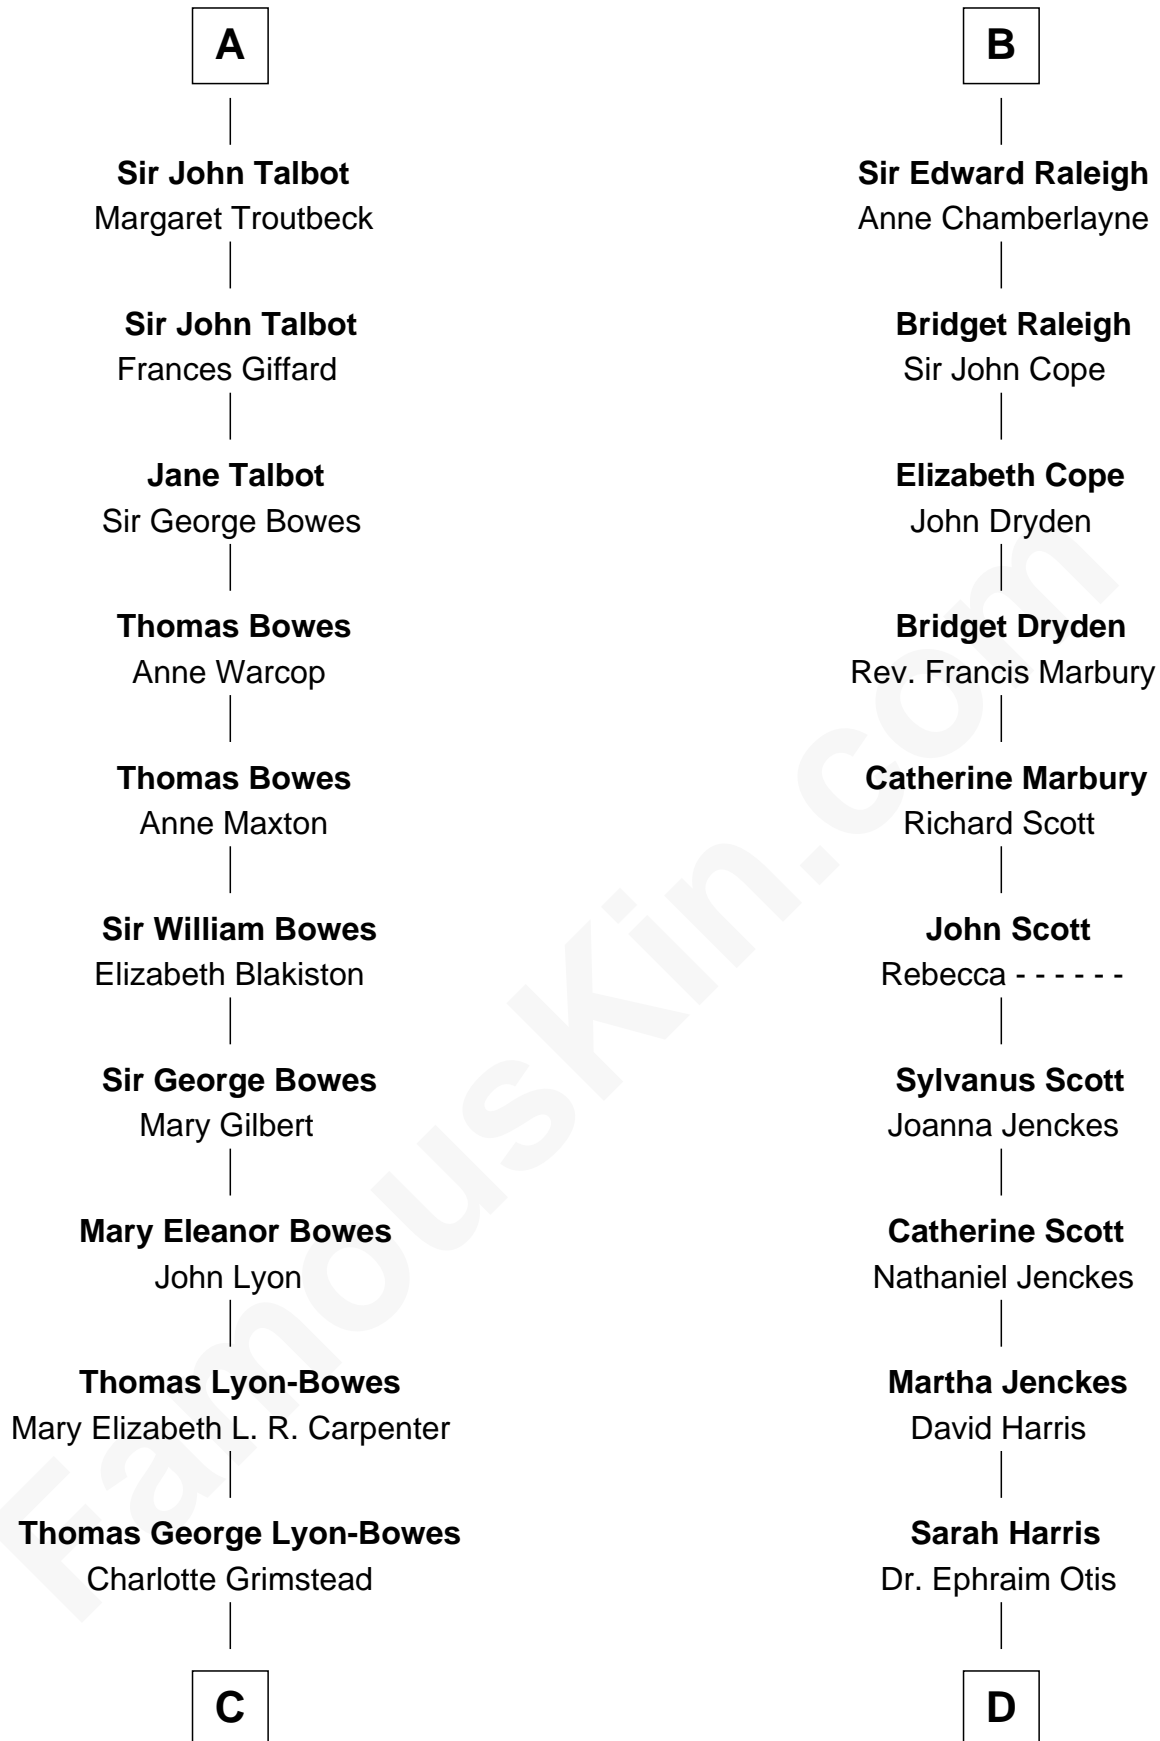 A
Sir John Talbot
Margaret Troutbeck
Sir John Talbot
Frances Giffard
Jane Talbot
Sir George Bowes
Thomas Bowes
Anne Warcop
Thomas Bowes
Anne Maxton
Sir William Bowes
Elizabeth Blakiston
Sir George Bowes
Mary Gilbert
Mary Eleanor Bowes
John Lyon
Thomas Lyon-Bowes
Mary Elizabeth L. R. Carpenter
Thomas George Lyon-Bowes
Charlotte Grimstead
C
B
Sir Edward Raleigh
Anne Chamberlayne
Bridget Raleigh
Sir John Cope
Elizabeth Cope
John Dryden
Bridget Dryden
Rev. Francis Marbury
Catherine Marbury
Richard Scott
John Scott
Rebecca - - - - - -
Sylvanus Scott
Joanna Jenckes
Catherine Scott
Nathaniel Jenckes
Martha Jenckes
David Harris
Sarah Harris
Dr. Ephraim Otis
D
FamousKin.com